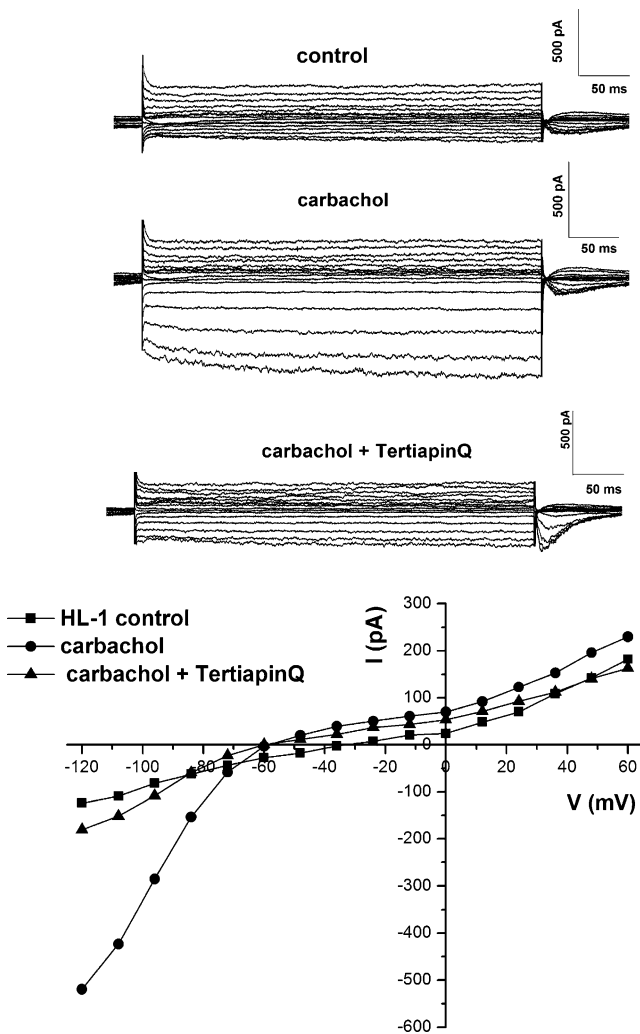 control
500 pA
50 ms
carbachol
500 pA
50 ms
carbachol + TertiapinQ
500 pA
50 ms
HL-1 control
carbachol
carbachol + TertiapinQ
I (pA)
300
200
100
0
-120 -100 -80 -60 -40 -20 0 20 40 60
V (mV)
-100
-200
-300
-400
-500
-600